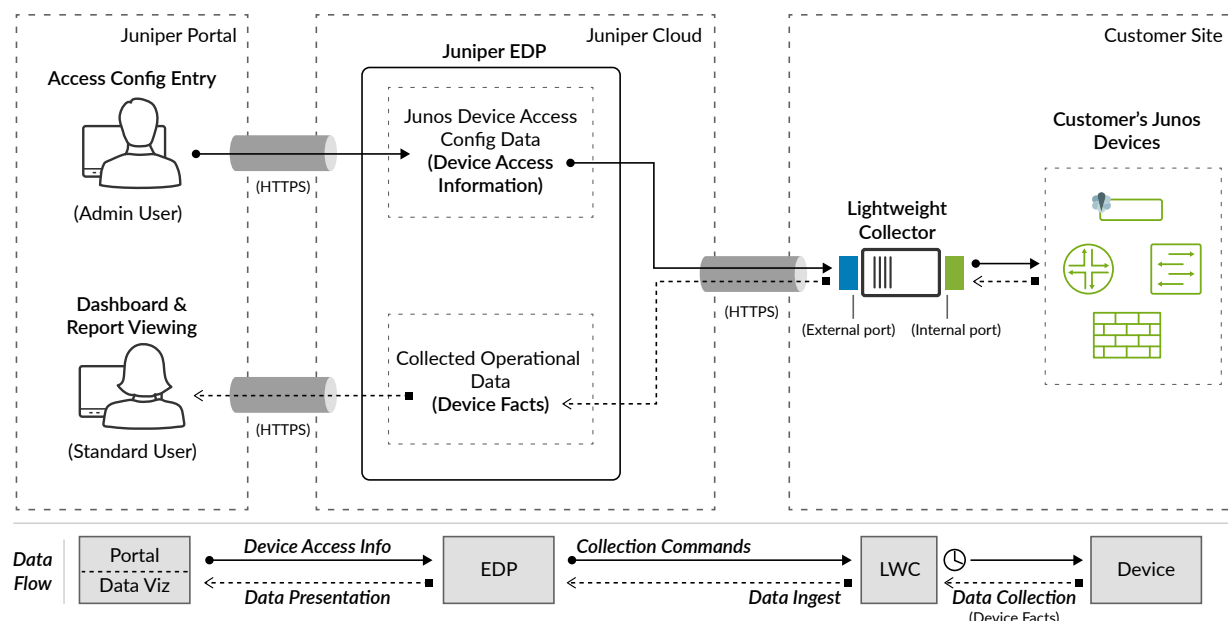 Juniper Portal
Juniper Cloud
Customer Site
Access Config Entry
(Admin User)
(HTTPS)
Juniper EDP
Junos Device Access
Config Data
(Device Access
Information)
Customer's Junos
Devices
Lightweight
Collector
(External port)
(Internal port)
(HTTPS)
Dashboard &
Report Viewing
(Standard User)
(HTTPS)
Collected Operational
Data
(Device Facts)
Data
Flow
Portal
Data Viz
Device Access Info
Data Presentation
EDP
Collection Commands
Data Ingest
LWC
Data Collection
(Device Facts)
Device